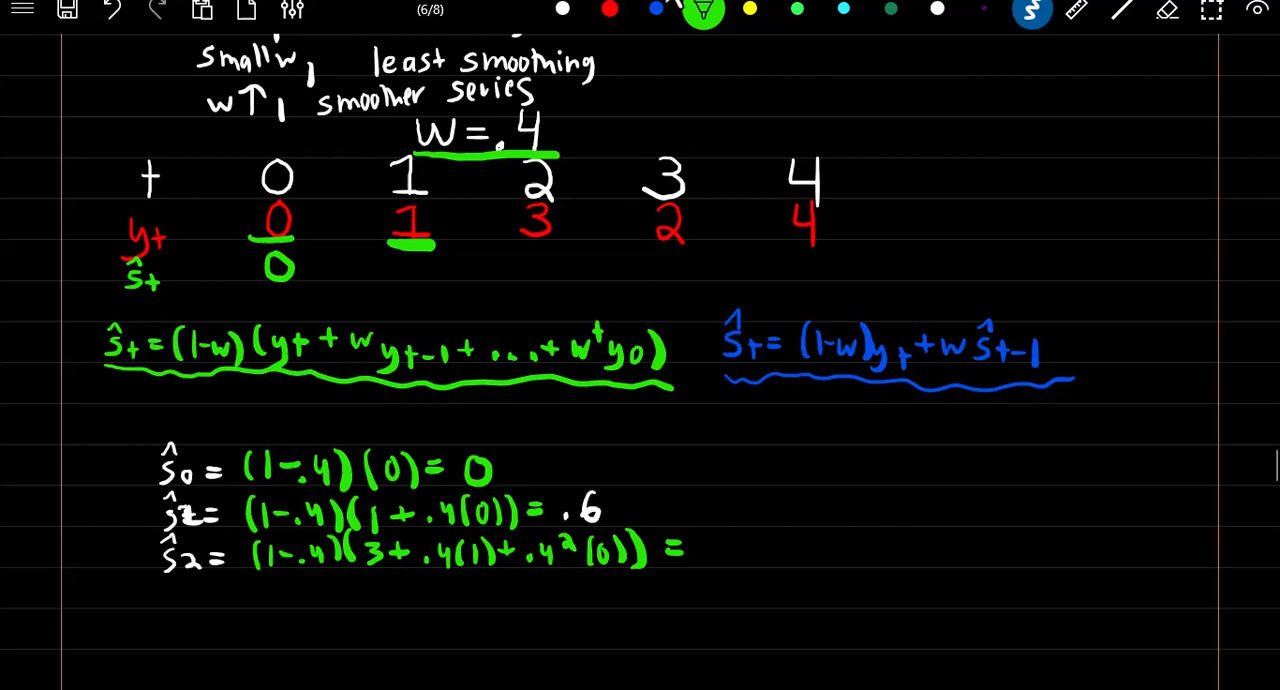 (6/8)
small w, least smoothing
w↑, smoother series
w = .4
t 0 1 2 3 4
yt 0 1 3 2 4
ŝt 0
ŝt = (1-w)(yt + w yt-1 + ... + w^t y0) ŝt = (1-w)yt + w ŝt-1
ŝ0 = (1-.4)(0) = 0
= (1-.4)(1 + .4(0)) = .6
ŝ2 = (1-.4)(3 + .4(1) + .4²(0)) =